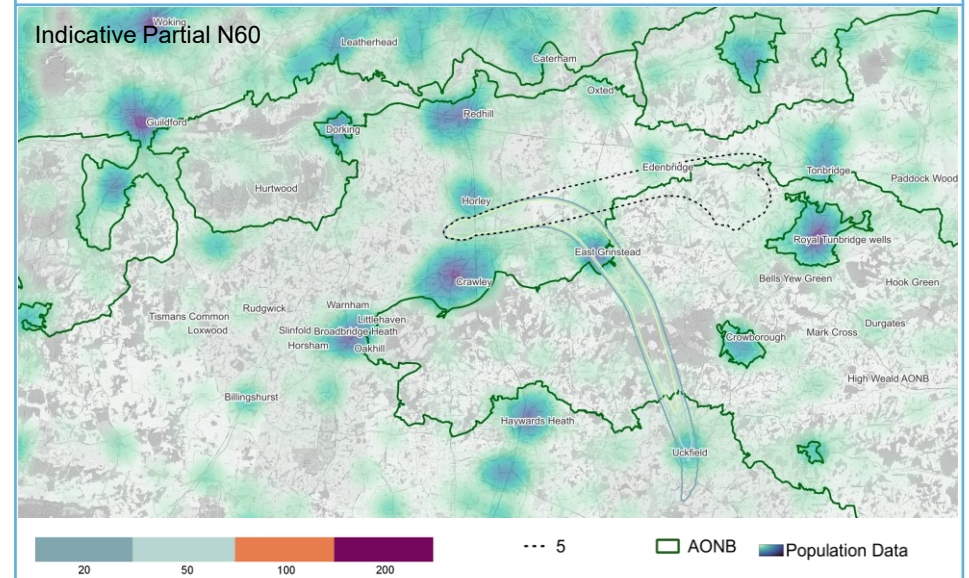 Woking
Indicative Partial N60
Leatherhead
Caterham
Oxted
Redhill
Guildford
Dorking
Edenbridge
Tonbridge
Paddock Wood
Hurtwood
Horley
Royal Tunbridge wells
East Grinstead
Crawley
Bells Yew Green
Hook Green
Warnham
Rudgwick
Tismans Common
Littlehaven
Loxwood
Slinfold Broadbridge Heath
Durgates
Mark Cross
Crowborough
Horsham
Oakhill
High Weald AONB
Billingshurst
Haywards Heath
Uckfield
5
AONB
Population Data
20 50 100 200